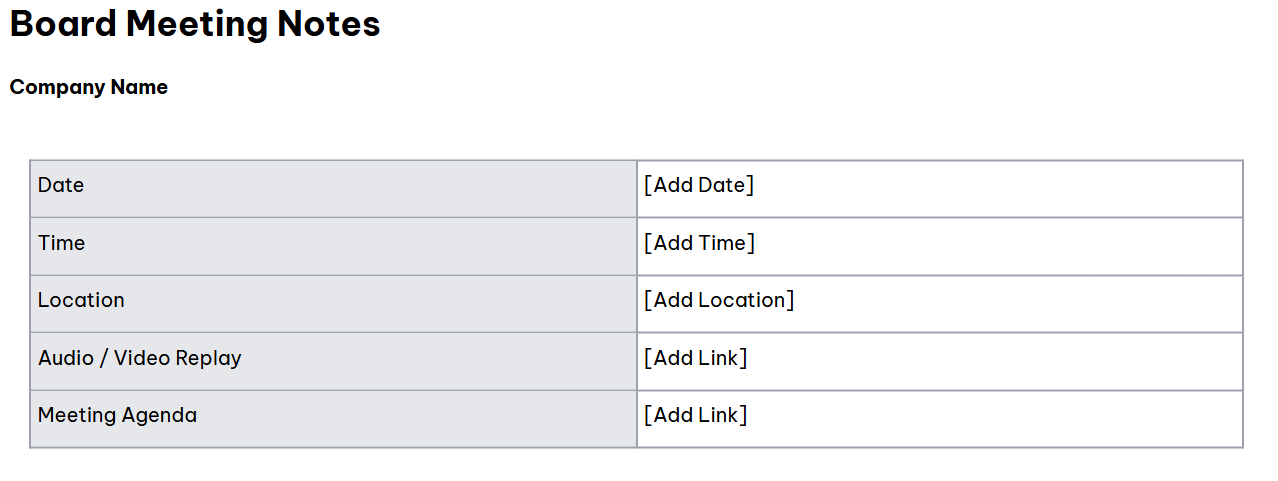 Board Meeting Notes
Company Name
Date [Add Date]
Time [Add Time]
Location [Add Location]
Audio / Video Replay [Add Link]
Meeting Agenda [Add Link]